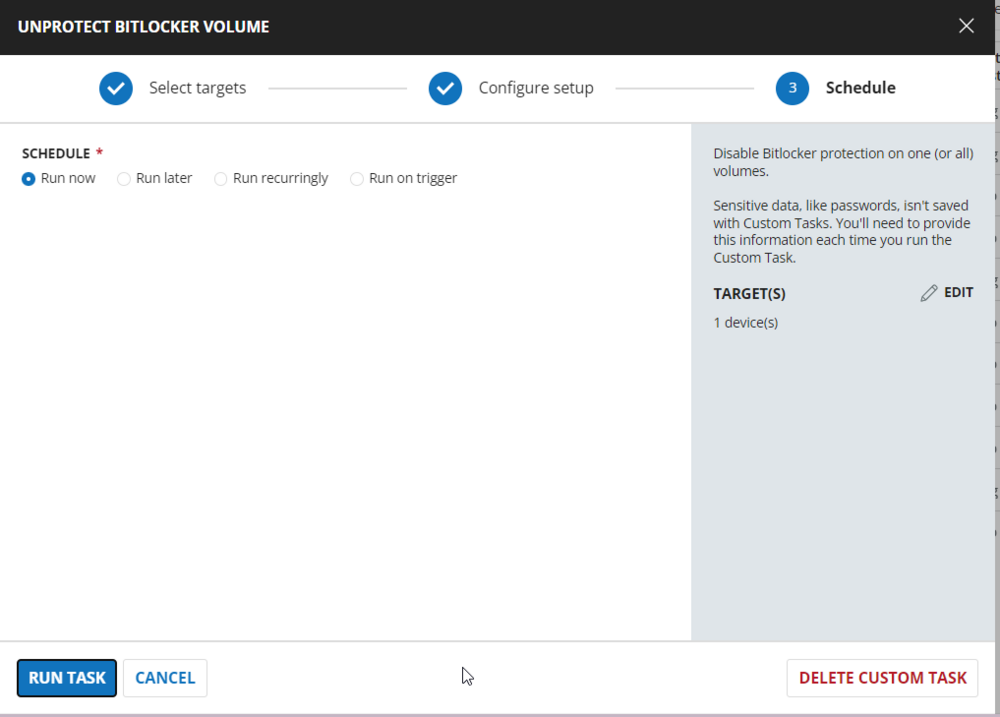 UNPROTECT BITLOCKER VOLUME
Select targets
Configure setup
3 Schedule
SCHEDULE *
Run now Run later Run recurringly Run on trigger
Disable Bitlocker protection on one (or all)
volumes.
Sensitive data, like passwords, isn't saved
with Custom Tasks. You'll need to provide
this information each time you run the
Custom Task.
TARGET(S) EDIT
1 device(s)
RUN TASK CANCEL DELETE CUSTOM TASK